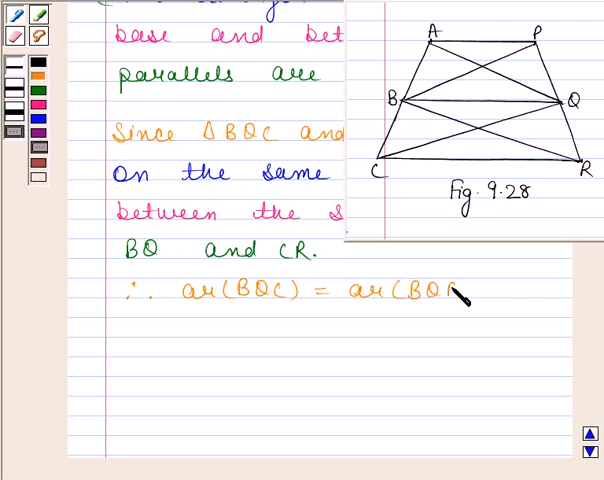 base and bet
parallels are
Since ΔBQC and
on the same
between the s
BQ and CR.
∴ ar(BQC) = ar(BQ
A P
B Q
C R
Fig. 9.28